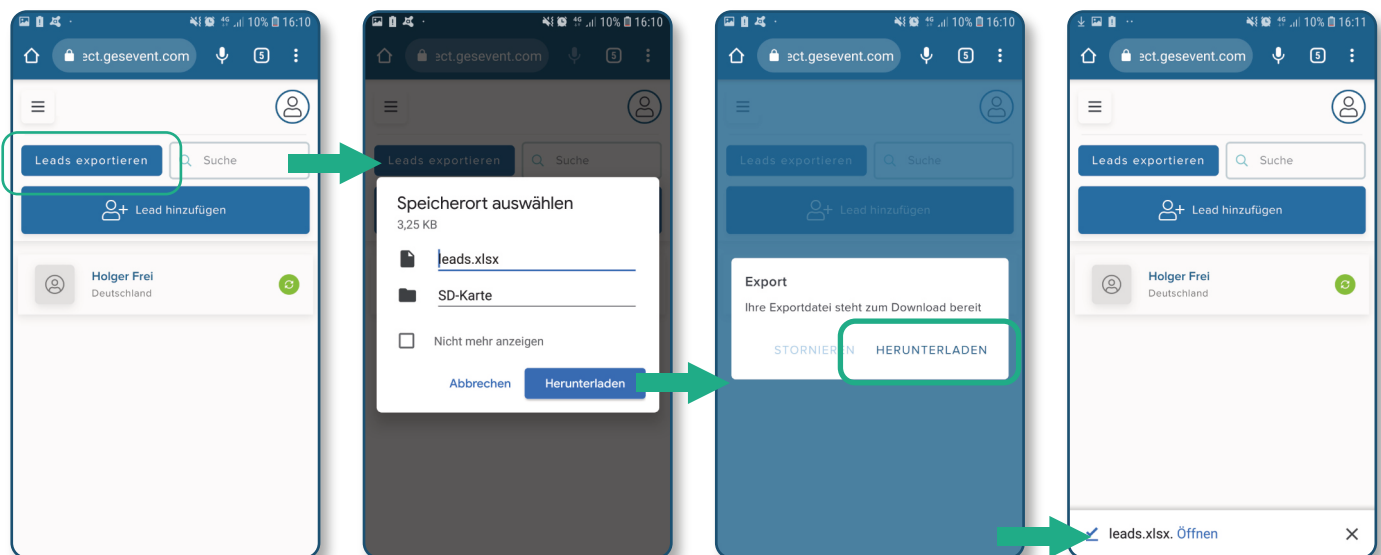 10% 16:10
ect.gesevent.com 5
Leads exportieren
Suche
Lead hinzufügen
Holger Frei
Deutschland
10% 16:10
ect.gesevent.com 5
Leads exportieren
Suche
Speicherort auswählen
3,25 KB
leads.xlsx
SD-Karte
Nicht mehr anzeigen
Abbrechen
Herunterladen
10% 16:10
ect.gesevent.com 5
Leads exportieren
Suche
Lead hinzufügen
Export
Ihre Exportdatei steht zum Download bereit
STORNIEREN
HERUNTERLADEN
10% 16:11
ect.gesevent.com 5
Leads exportieren
Suche
Lead hinzufügen
Holger Frei
Deutschland
leads.xlsx. Öffnen